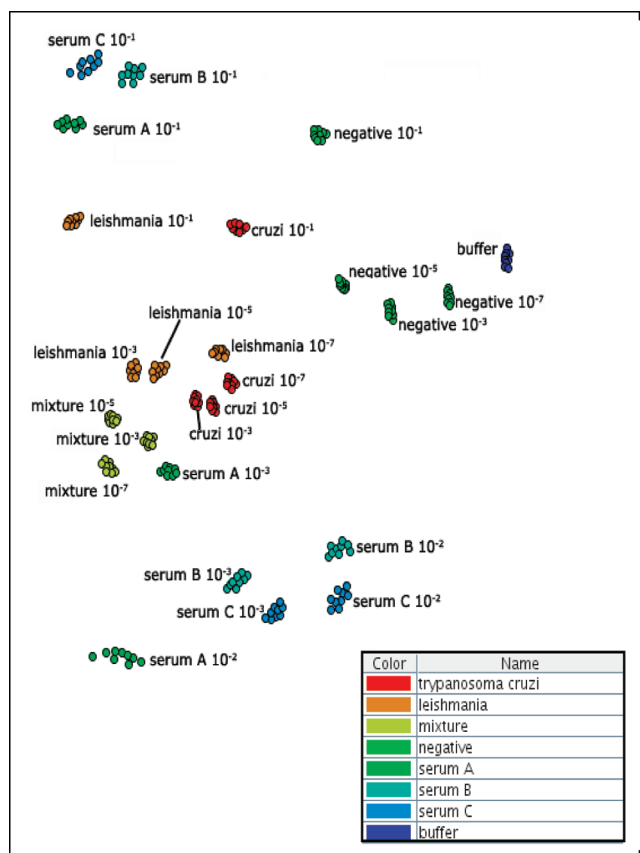 serum C 10⁻¹
serum B 10⁻¹
serum A 10⁻¹
negative 10⁻¹
leishmania 10⁻¹
cruzi 10⁻¹
buffer
negative 10⁻⁵
negative 10⁻⁷
negative 10⁻³
leishmania 10⁻⁵
leishmania 10⁻³
leishmania 10⁻⁷
cruzi 10⁻⁷
mixture 10⁻⁵
cruzi 10⁻⁵
mixture 10⁻³
cruzi 10⁻³
serum A 10⁻³
mixture 10⁻⁷
serum B 10⁻²
serum B 10⁻³
serum C 10⁻²
serum C 10⁻³
serum A 10⁻²
Color Name
trypanosoma cruzi
leishmania
mixture
negative
serum A
serum B
serum C
buffer